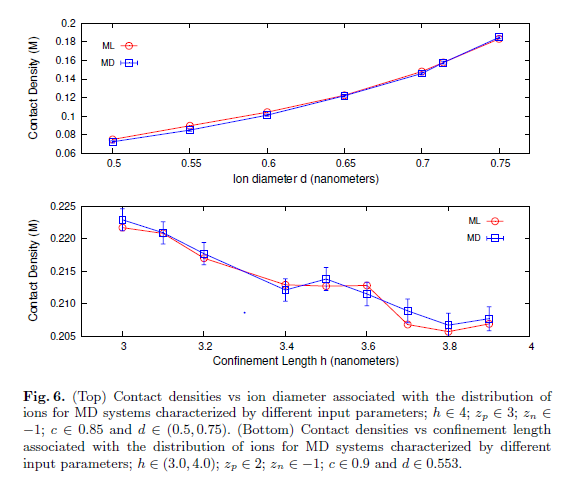 0.2
0.18
0.16
0.14
0.12
0.1
0.08
0.06
Contact Density (M)
ML
MD
0.5 0.55 0.6 0.65 0.7 0.75
Ion diameter d (nanometers)
0.225
0.220
0.215
0.210
0.205
Contact Density (M)
ML
MD
3 3.2 3.4 3.6 3.8 4
Confinement Length h (nanometers)
Fig. 6. (Top) Contact densities vs ion diameter associated with the distribution of
ions for MD systems characterized by different input parameters; h ∈ 4; zp ∈ 3; zn ∈
−1; c ∈ 0.85 and d ∈ (0.5, 0.75). (Bottom) Contact densities vs confinement length
associated with the distribution of ions for MD systems characterized by different
input parameters; h ∈ (3.0, 4.0); zp ∈ 2; zn ∈ −1; c ∈ 0.9 and d ∈ 0.553.